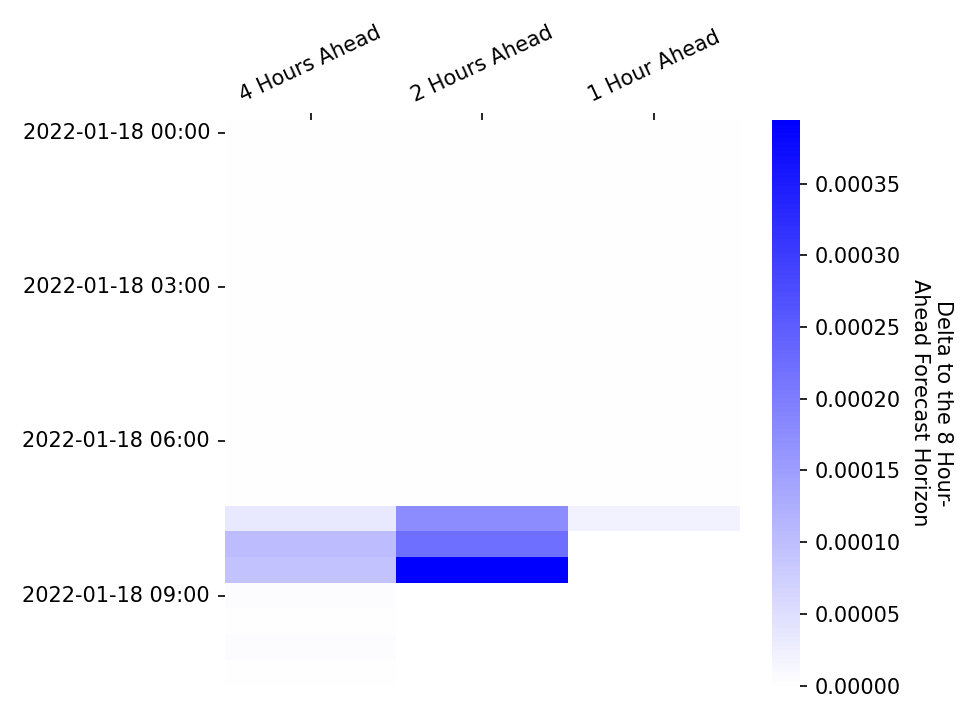 4 Hours Ahead
2 Hours Ahead
1 Hour Ahead
2022-01-18 00:00
2022-01-18 03:00
2022-01-18 06:00
2022-01-18 09:00
0.00035
0.00030
0.00025
0.00020
0.00015
0.00010
0.00005
0.00000
Delta to the 8 Hour-
Ahead Forecast Horizon